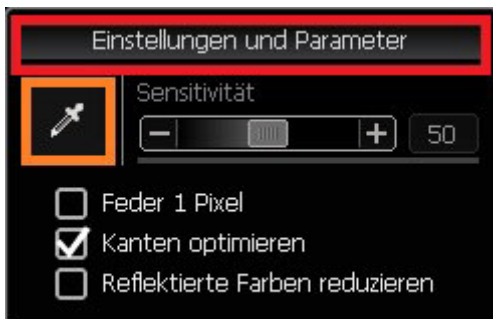 Einstellungen und Parameter
Sensitivität
50
Feder 1 Pixel
Kanten optimieren
Reflektierte Farben reduzieren